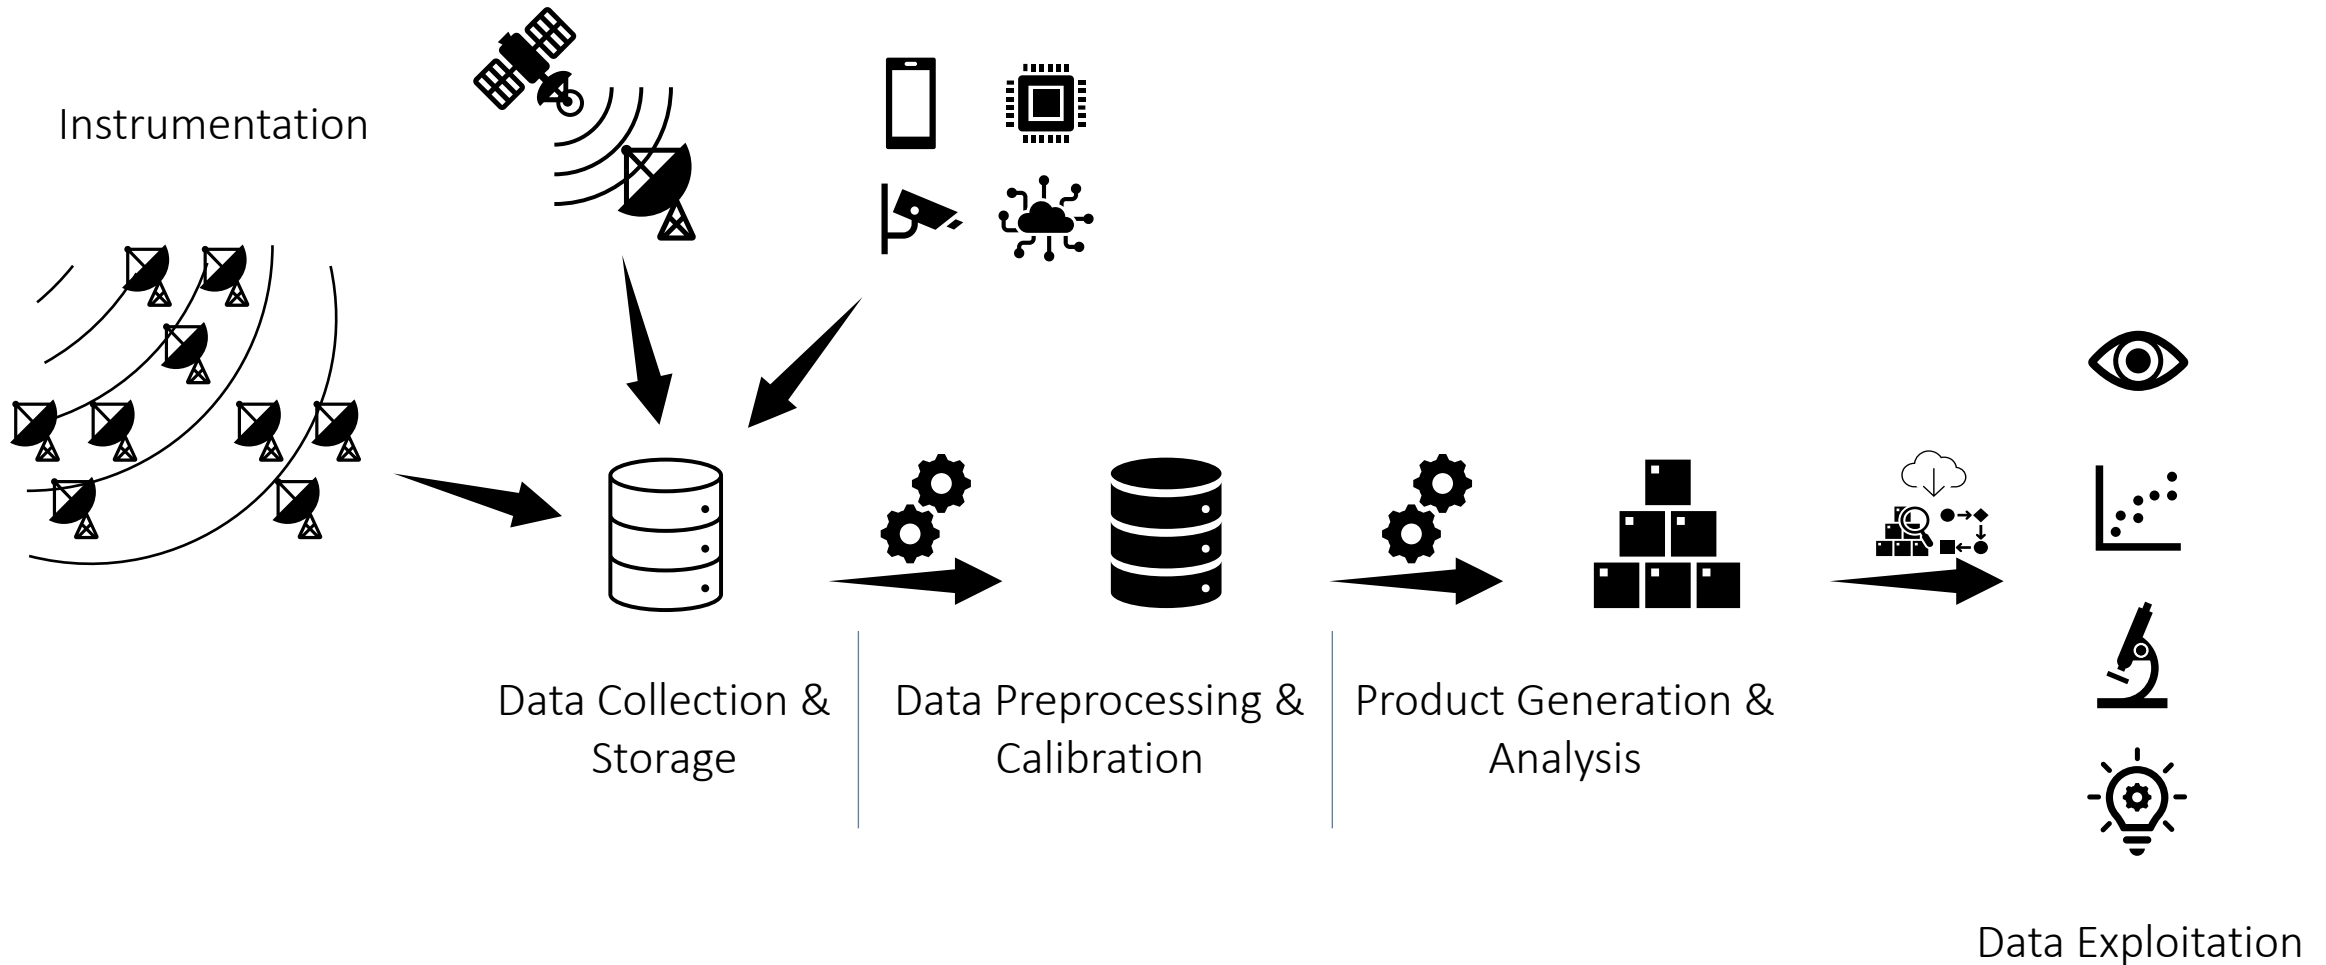 Instrumentation
Data Collection &
Storage
Data Preprocessing &
Calibration
Product Generation &
Analysis
Data Exploitation